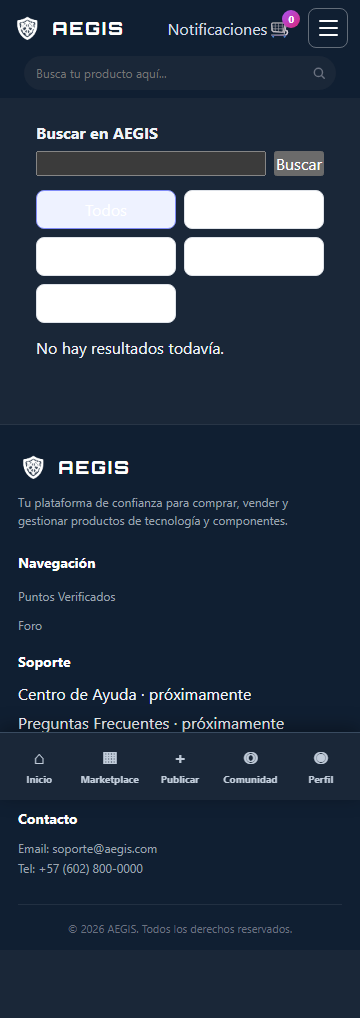 AEGIS
Notificaciones
0
Busca tu producto aquí...
Buscar en AEGIS
Buscar
Todos
No hay resultados todavía.
AEGIS
Tu plataforma de confianza para comprar, vender y
gestionar productos de tecnología y componentes.
Navegación
Puntos Verificados
Foro
Soporte
Centro de Ayuda · próximamente
Preguntas Frecuentes · próximamente
Inicio
Marketplace
Publicar
Comunidad
Perfil
Contacto
Email: soporte@aegis.com
Tel: +57 (602) 800-0000
© 2026 AEGIS. Todos los derechos reservados.